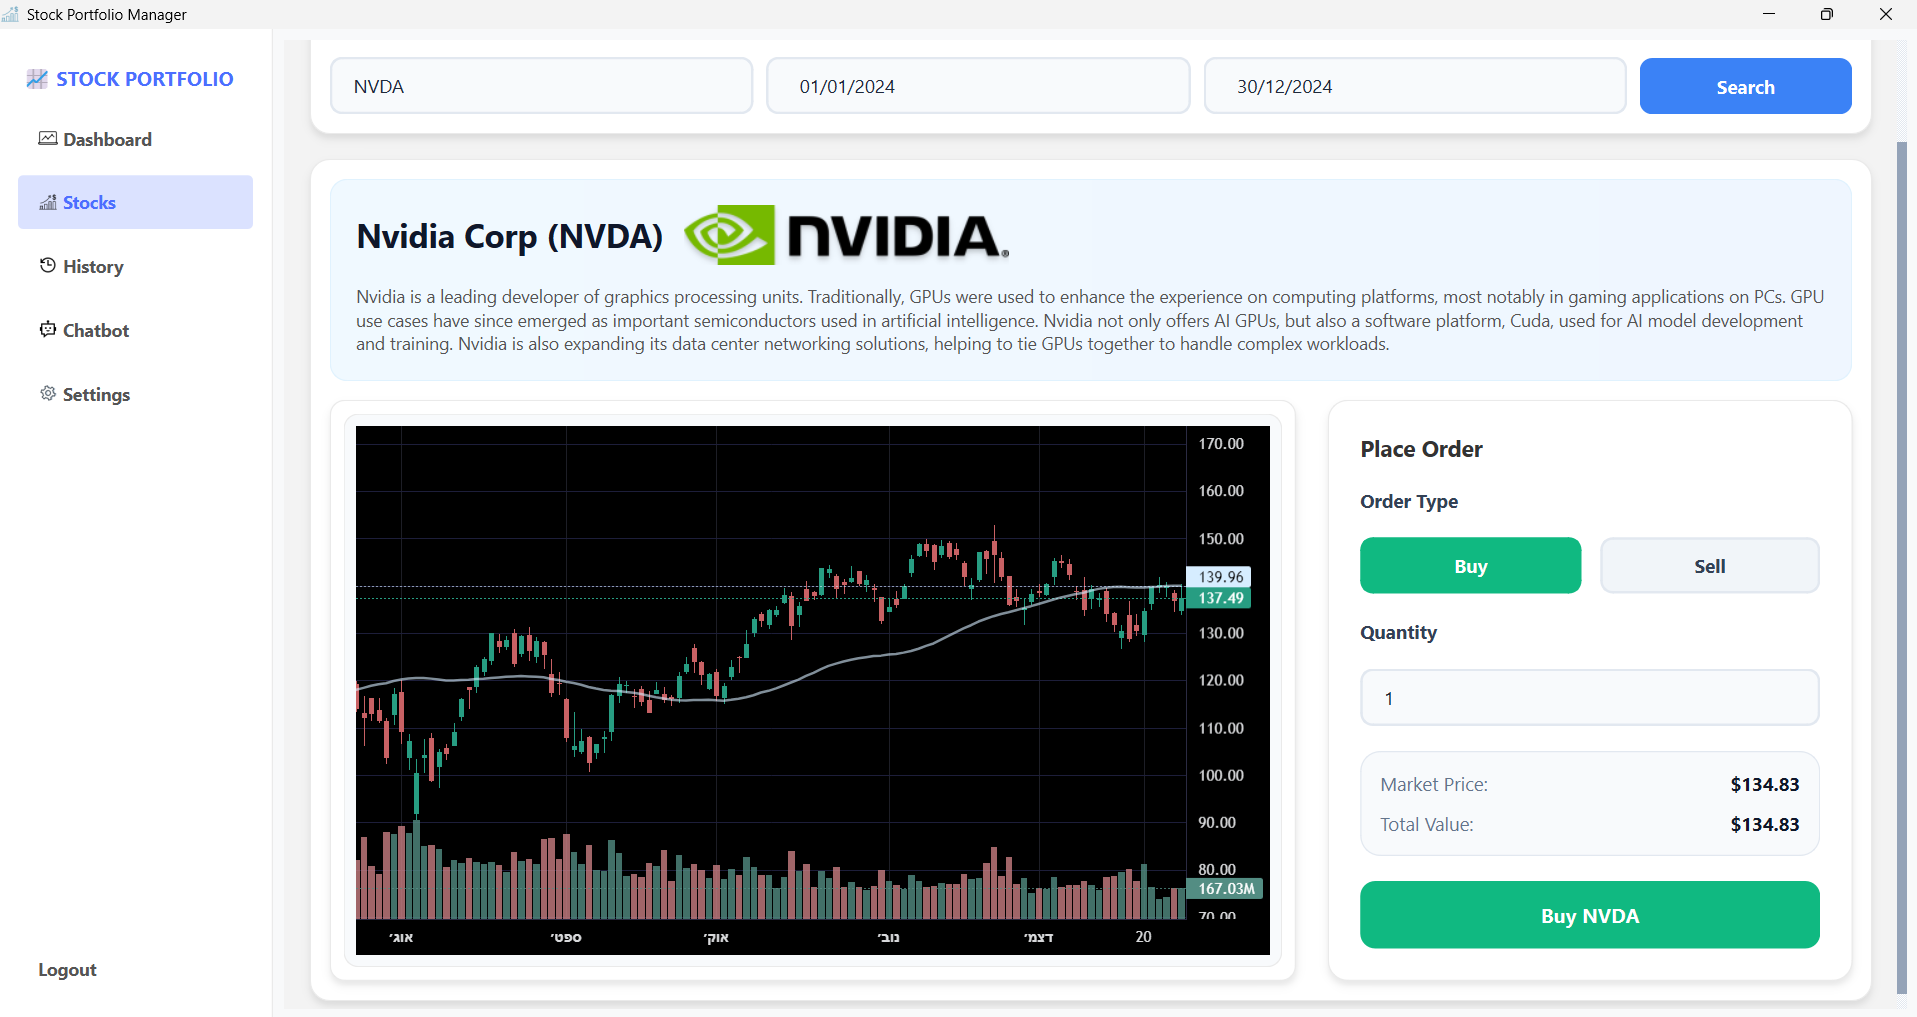 Stock Portfolio Manager
STOCK PORTFOLIO
Dashboard
Stocks
History
Chatbot
Settings
Logout
NVDA
01/01/2024
30/12/2024
Search
Nvidia Corp (NVDA)
NVIDIA.
Nvidia is a leading developer of graphics processing units. Traditionally, GPUs were used to enhance the experience on computing platforms, most notably in gaming applications on PCs. GPU
use cases have since emerged as important semiconductors used in artificial intelligence. Nvidia not only offers AI GPUs, but also a software platform, Cuda, used for AI model development
and training. Nvidia is also expanding its data center networking solutions, helping to tie GPUs together to handle complex workloads.
170.00
160.00
150.00
139.96
137.49
130.00
120.00
110.00
100.00
90.00
80.00
167.03M
70.00
אוג׳
ספט׳
אוק׳
נוב׳
דצמ׳
20
Place Order
Order Type
Buy
Sell
Quantity
1
Market Price:
$134.83
Total Value:
$134.83
Buy NVDA